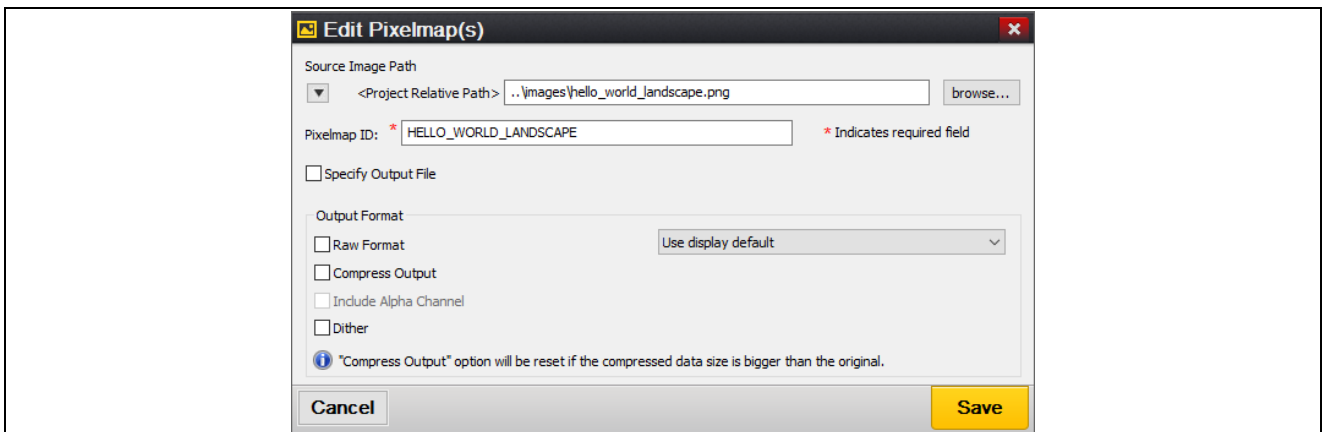 Edit Pixelmap(s)
Source Image Path
<Project Relative Path> ..\images\hello_world_landscape.png browse...
Pixelmap ID: * HELLO_WORLD_LANDSCAPE * Indicates required field
Specify Output File
Output Format
Raw Format Use display default
Compress Output
Include Alpha Channel
Dither
"Compress Output" option will be reset if the compressed data size is bigger than the original.
Cancel Save